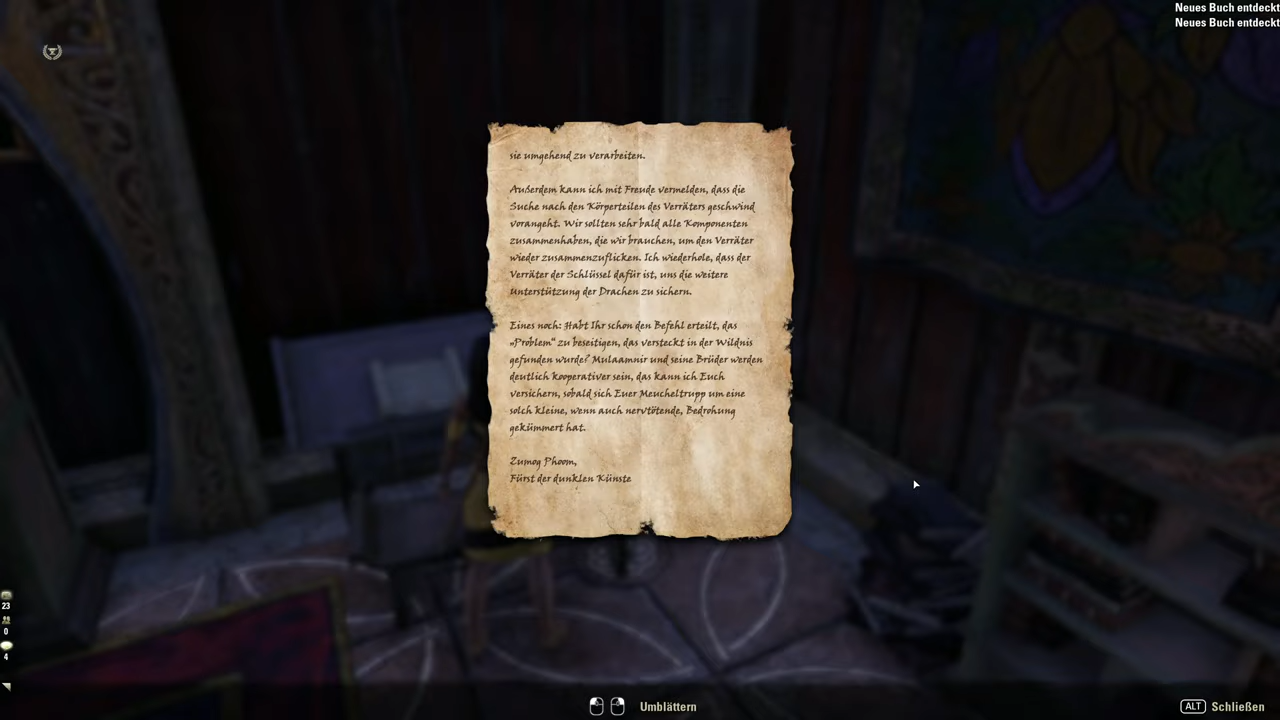 Neues Buch entdeckt
Neues Buch entdeckt
sie umgehend zu verarbeiten.
Außerdem kann ich mit Freude vermelden, dass die
Suche nach den Körperteilen des Verräters geschwind
vorangeht. Wir sollten sehr bald alle Komponenten
zusammenhaben, die wir brauchen, um den Verräter
wieder zusammenzuflicken. Ich wiederhole, dass der
Verräter der Schlüssel dafür ist, uns die weitere
Unterstützung der Drachen zu sichern.
Eines noch: Habt Ihr schon den Befehl erteilt, das
„Problem“ zu beseitigen, das versteckt in der Wildnis
gefunden wurde? Mulaamnir und seine Brüder werden
deutlich kooperativer sein, das kann ich Euch
versichern, sobald sich Euer Meucheltrupp um eine
solch kleine, wenn auch nervtötende, Bedrohung
gekümmert hat.
Zumog Phoom,
Fürst der dunklen Künste
23
0
4
Umblättern
ALT Schließen